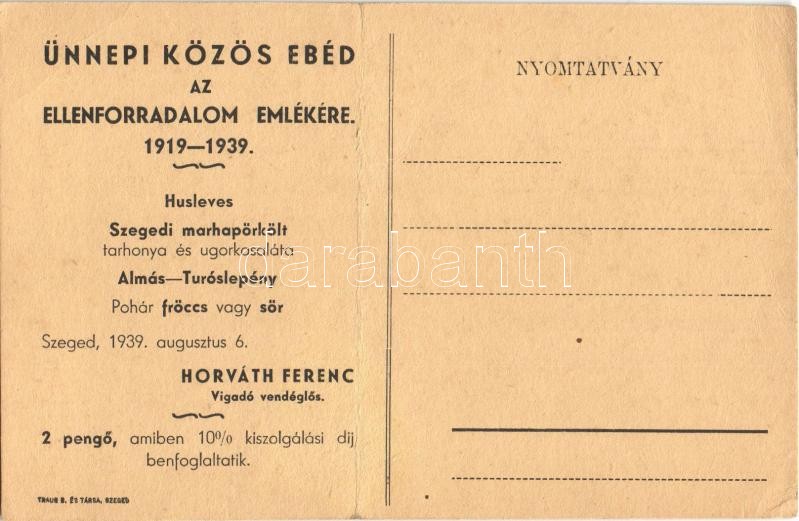 ÜNNEPI KÖZÖS EBÉD
AZ
ELLENFORRADALOM EMLÉKÉRE.
1919—1939.
Husleves
Szegedi marhapörkölt
tarhonya és ugorkasaláta
Almás—Turóslepény
Pohár fröccs vagy sör
Szeged, 1939. augusztus 6.
HORVÁTH FERENC
Vigadó vendéglős.
2 pengő, amiben 10% kiszolgálási dij
benfoglaltatik.
TRAUB B. ÉS TÁRSA, SZEGED
NYOMTATVÁNY
darabanth